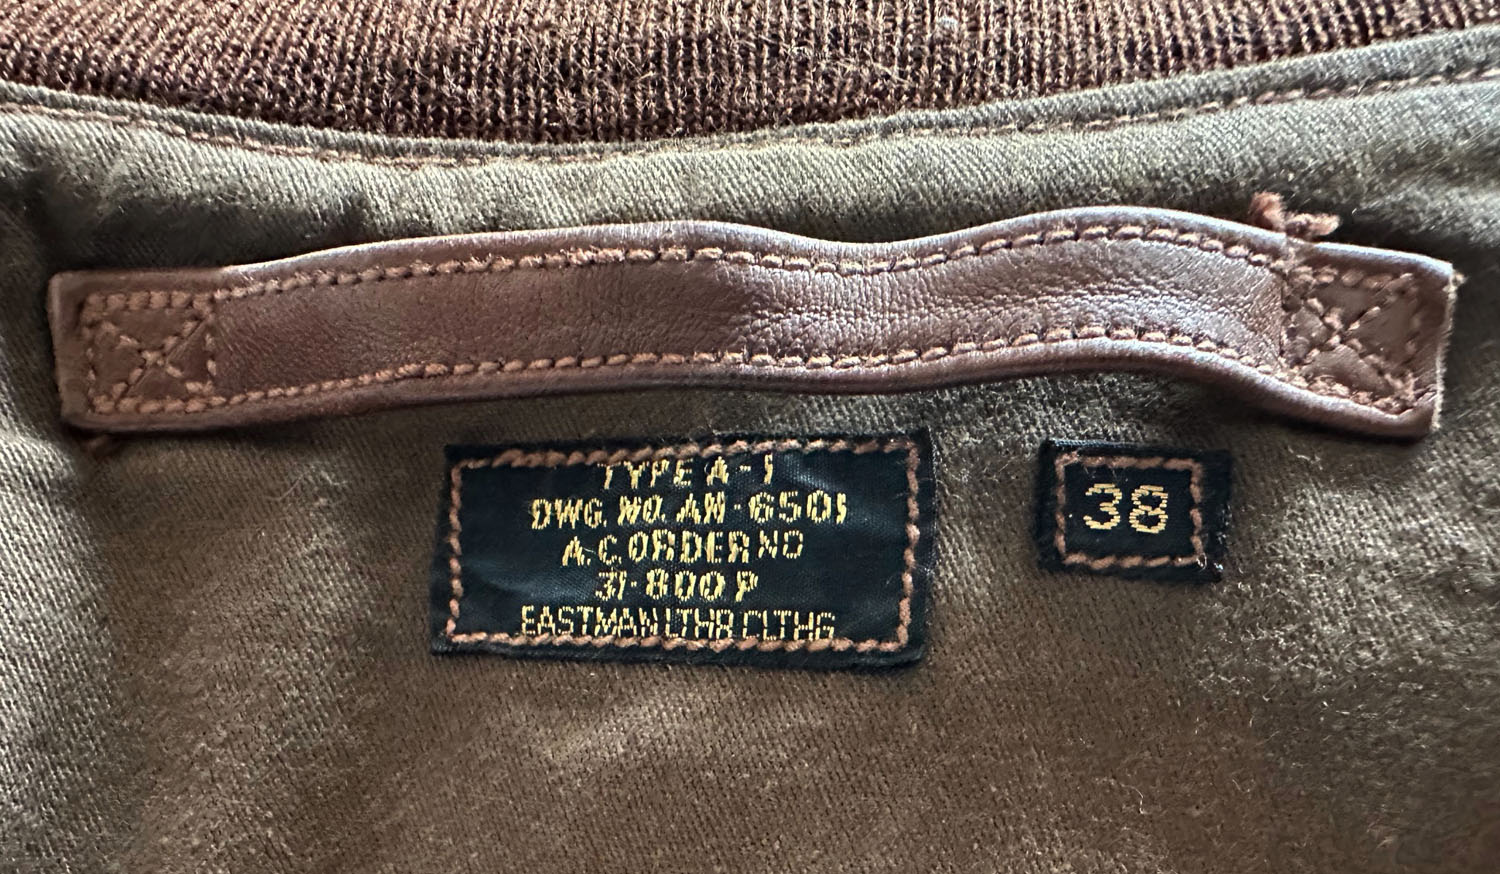 TYPE A-1
DWG. NO. AN-6501
A.C. ORDER NO
31-800 P
EASTMAN LTHR CLTHG
38